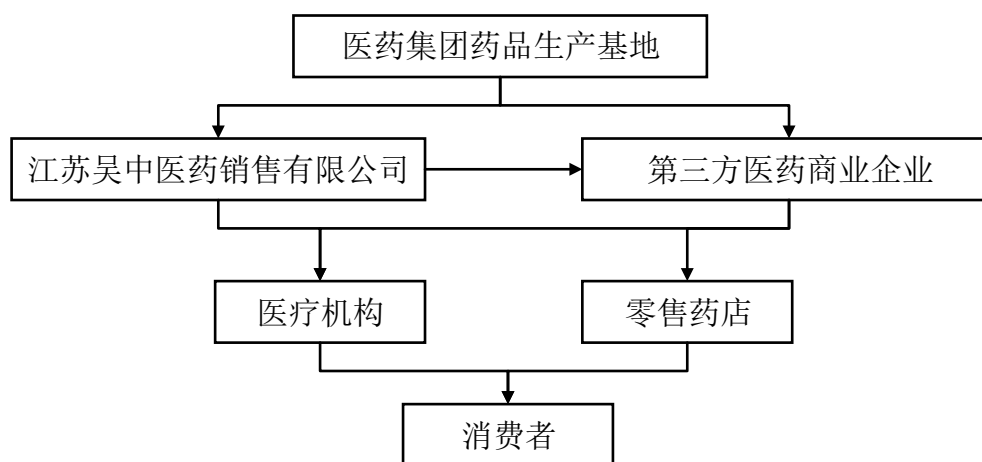 医药集团药品生产基地
江苏吴中医药销售有限公司
第三方医药商业企业
医疗机构
零售药店
消费者